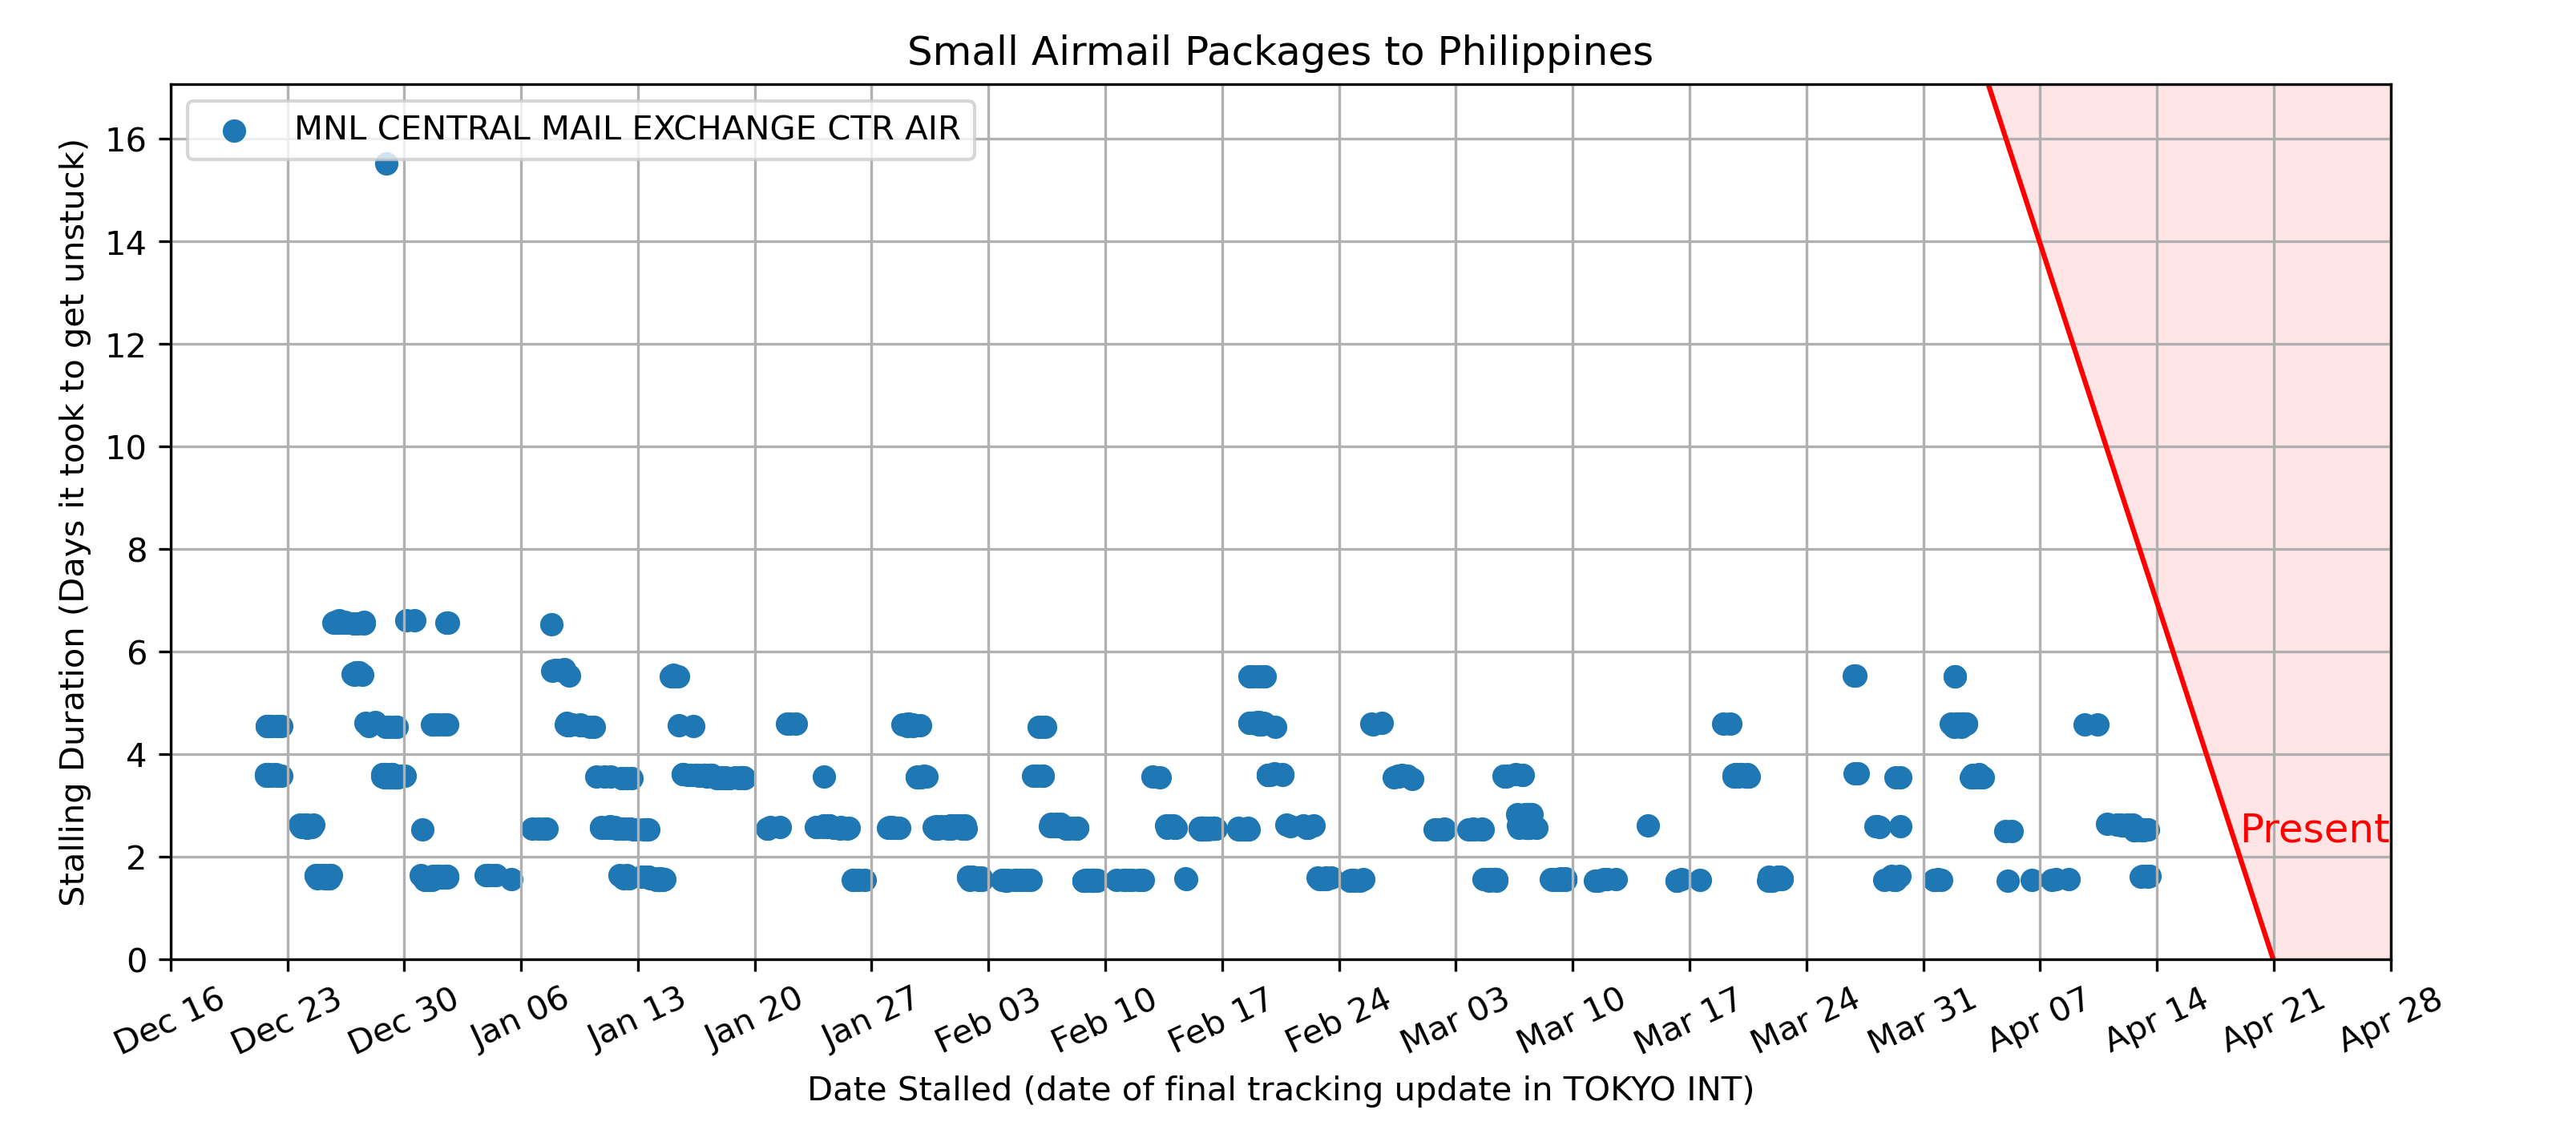 Small Airmail Packages to Philippines
MNL CENTRAL MAIL EXCHANGE CTR AIR
Stalling Duration (Days it took to get unstuck)
16
14
12
10
8
6
4
2
0
Present
Dec 16
Dec 23
Dec 30
Jan 06
Jan 13
Jan 20
Jan 27
Feb 03
Feb 10
Feb 17
Feb 24
Mar 03
Mar 10
Mar 17
Mar 24
Mar 31
Apr 07
Apr 14
Apr 21
Apr 28
Date Stalled (date of final tracking update in TOKYO INT)